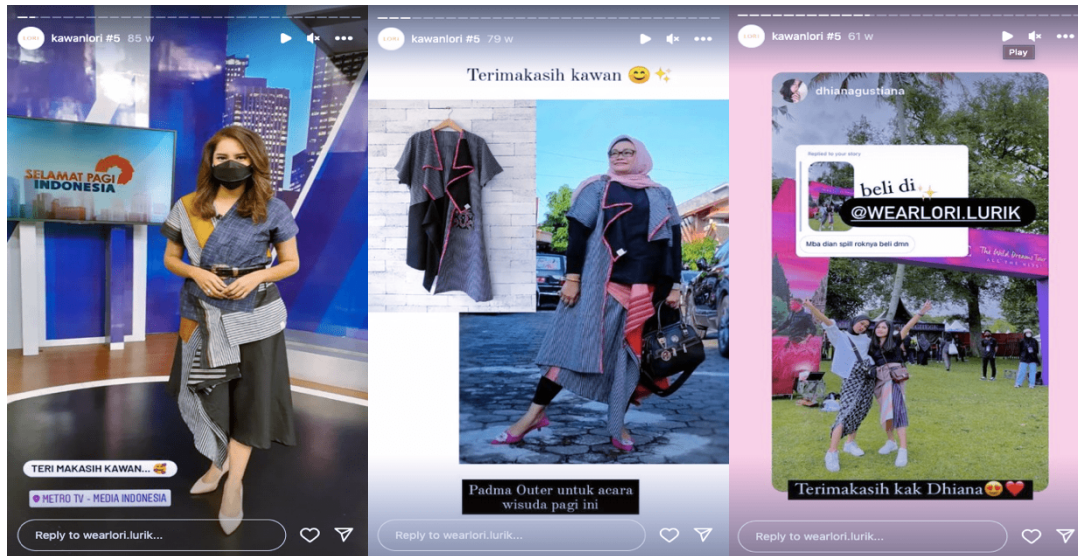 LORI
kawanlori #5 85 w
SELAMAT PAGI
INDONESIA
TERI MAKASIH KAWAN... 🥰
METRO TV - MEDIA INDONESIA
Reply to wearlori.lurik...
LORI
kawanlori #5 79 w
Terimakasih kawan 😊✨
Padma Outer untuk acara
wisuda pagi ini
Reply to wearlori.lurik...
LORI
kawanlori #5 61 w
Play
dhianagustiana
Replied to your story
beli di ✨
@WEARLORI.LURIK
Mba dian spill roknya beli dmn
The Wild Dreams Tour
Terimakasih kak Dhiana😍❤️
Reply to wearlori.lurik...